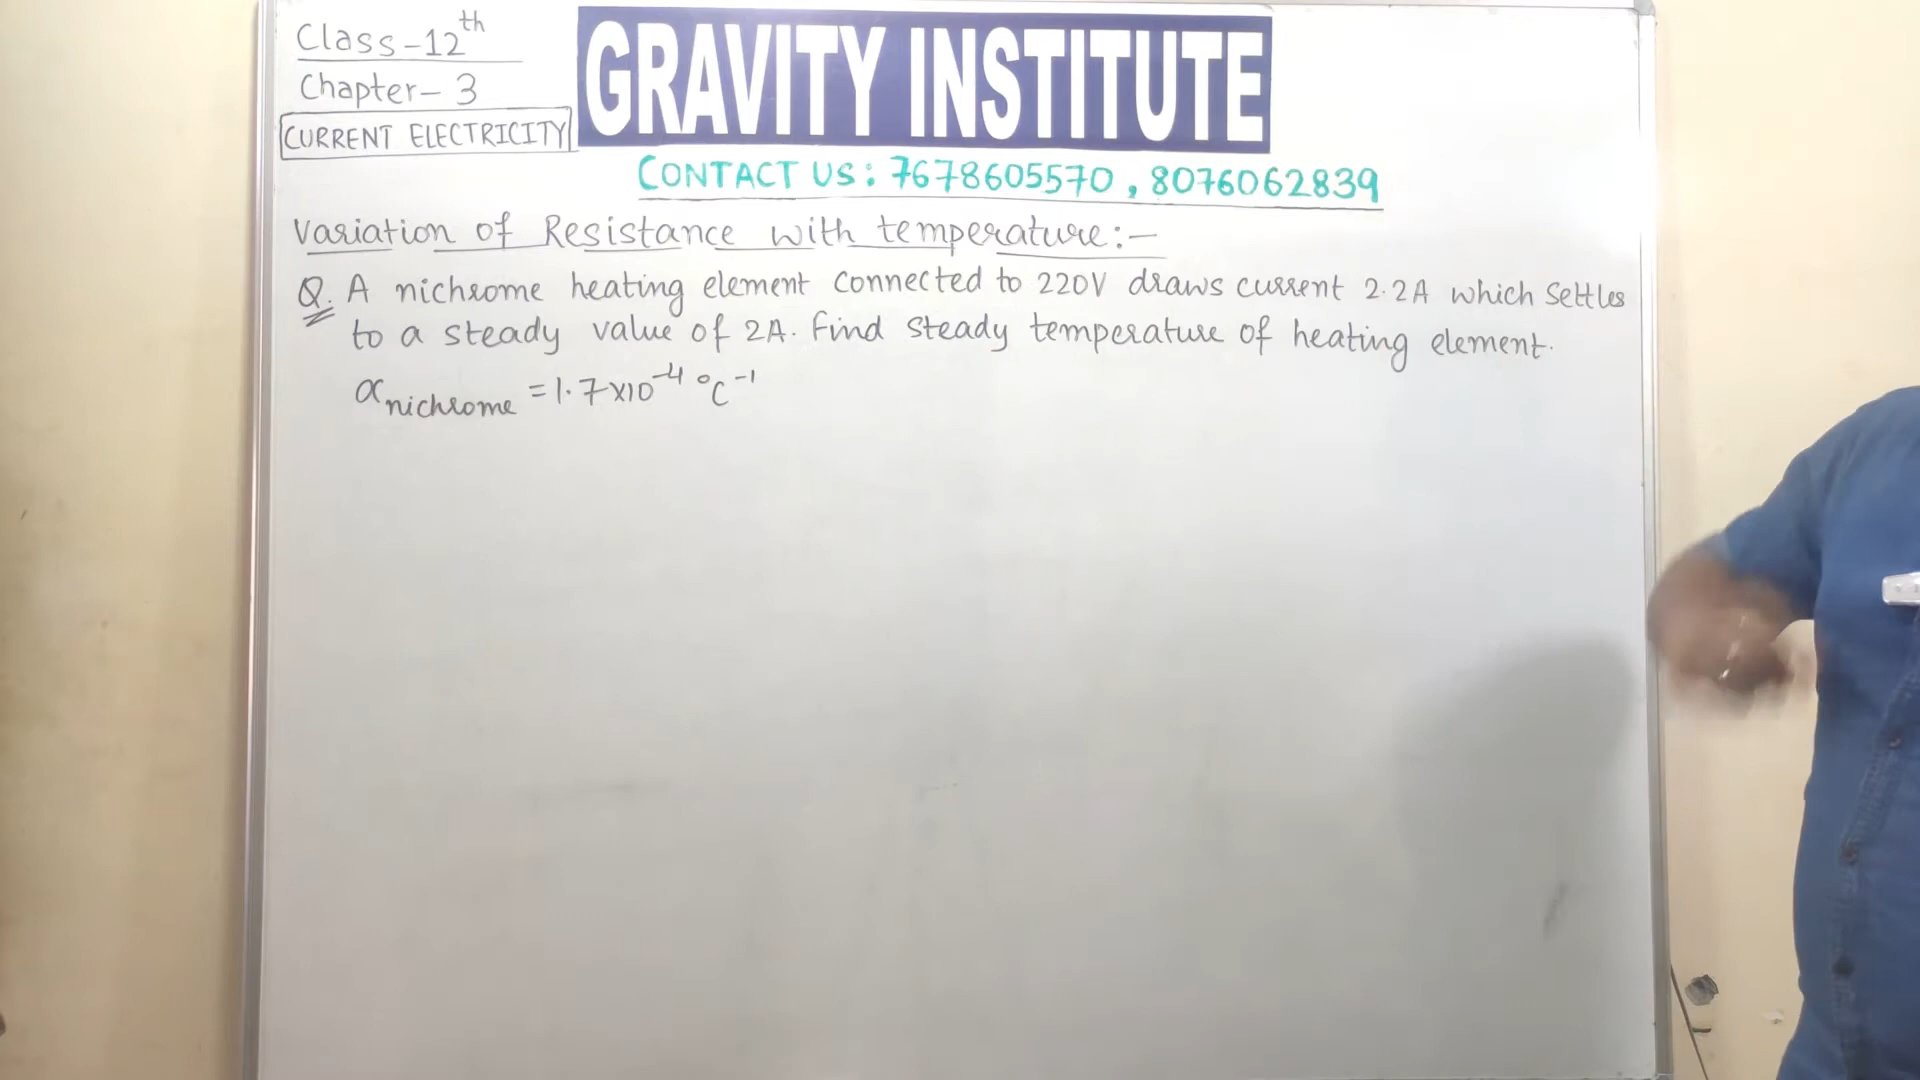 Class-12th
Chapter- 3
CURRENT ELECTRICITY
GRAVITY INSTITUTE
CONTACT US: 7678605570, 8076062839
Variation of Resistance with temperature:-
Q. A nichrome heating element connected to 220V draws current 2.2A which settles
to a steady value of 2A. Find steady temperature of heating element.
α nichrome = 1.7×10⁻⁴ °C⁻¹